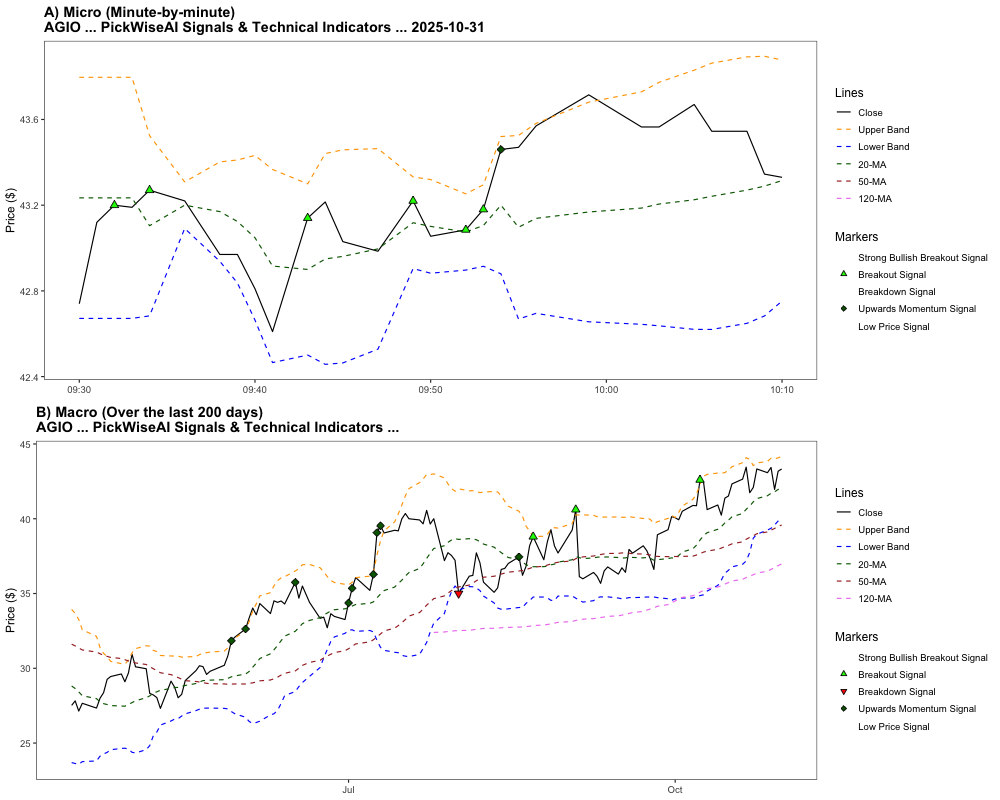 A) Micro (Minute-by-minute)
AGIO ... PickWiseAI Signals & Technical Indicators ... 2025-10-31
Price ($)
43.6
43.2
42.8
42.4
09:30
09:40
09:50
10:00
10:10
Lines
Close
Upper Band
Lower Band
20-MA
50-MA
120-MA
Markers
Strong Bullish Breakout Signal
Breakout Signal
Breakdown Signal
Upwards Momentum Signal
Low Price Signal
B) Macro (Over the last 200 days)
AGIO ... PickWiseAI Signals & Technical Indicators ...
Price ($)
45
40
35
30
25
Jul
Oct
Lines
Close
Upper Band
Lower Band
20-MA
50-MA
120-MA
Markers
Strong Bullish Breakout Signal
Breakout Signal
Breakdown Signal
Upwards Momentum Signal
Low Price Signal